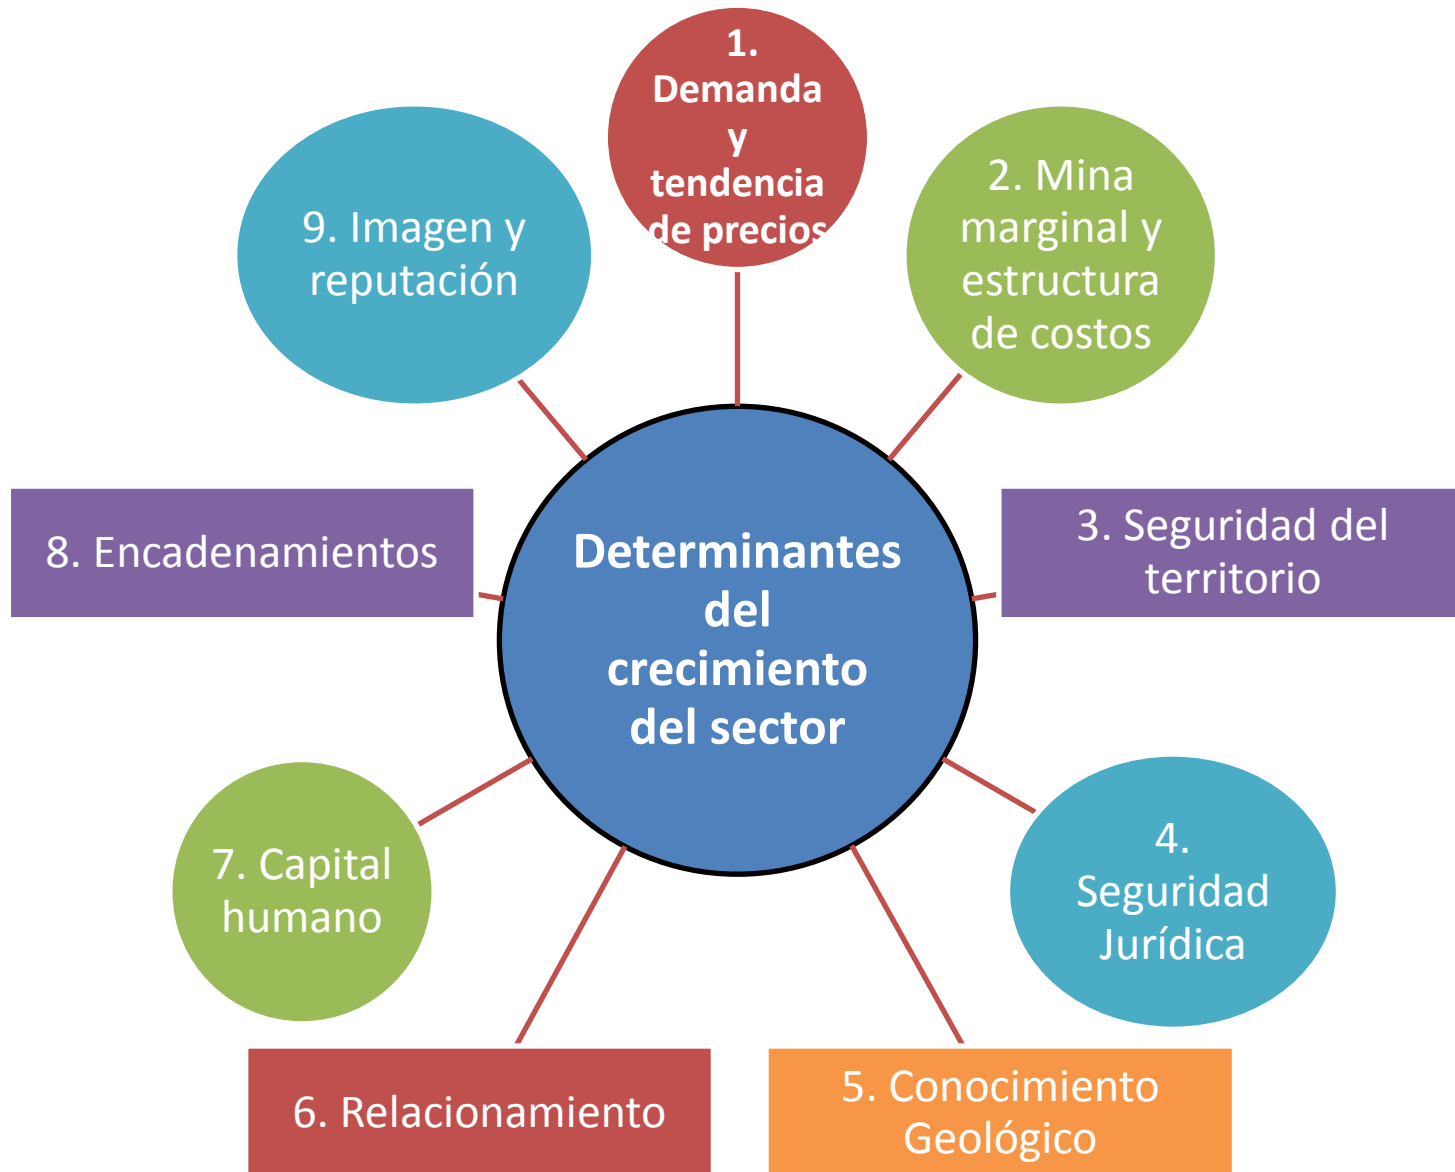 1.
Demanda
y
tendencia
de precios
2. Mina
marginal y
estructura
de costos
3. Seguridad del
territorio
4.
Seguridad
Jurídica
5. Conocimiento
Geológico
6. Relacionamiento
7. Capital
humano
8. Encadenamientos
9. Imagen y
reputación
Determinantes
del
crecimiento
del sector